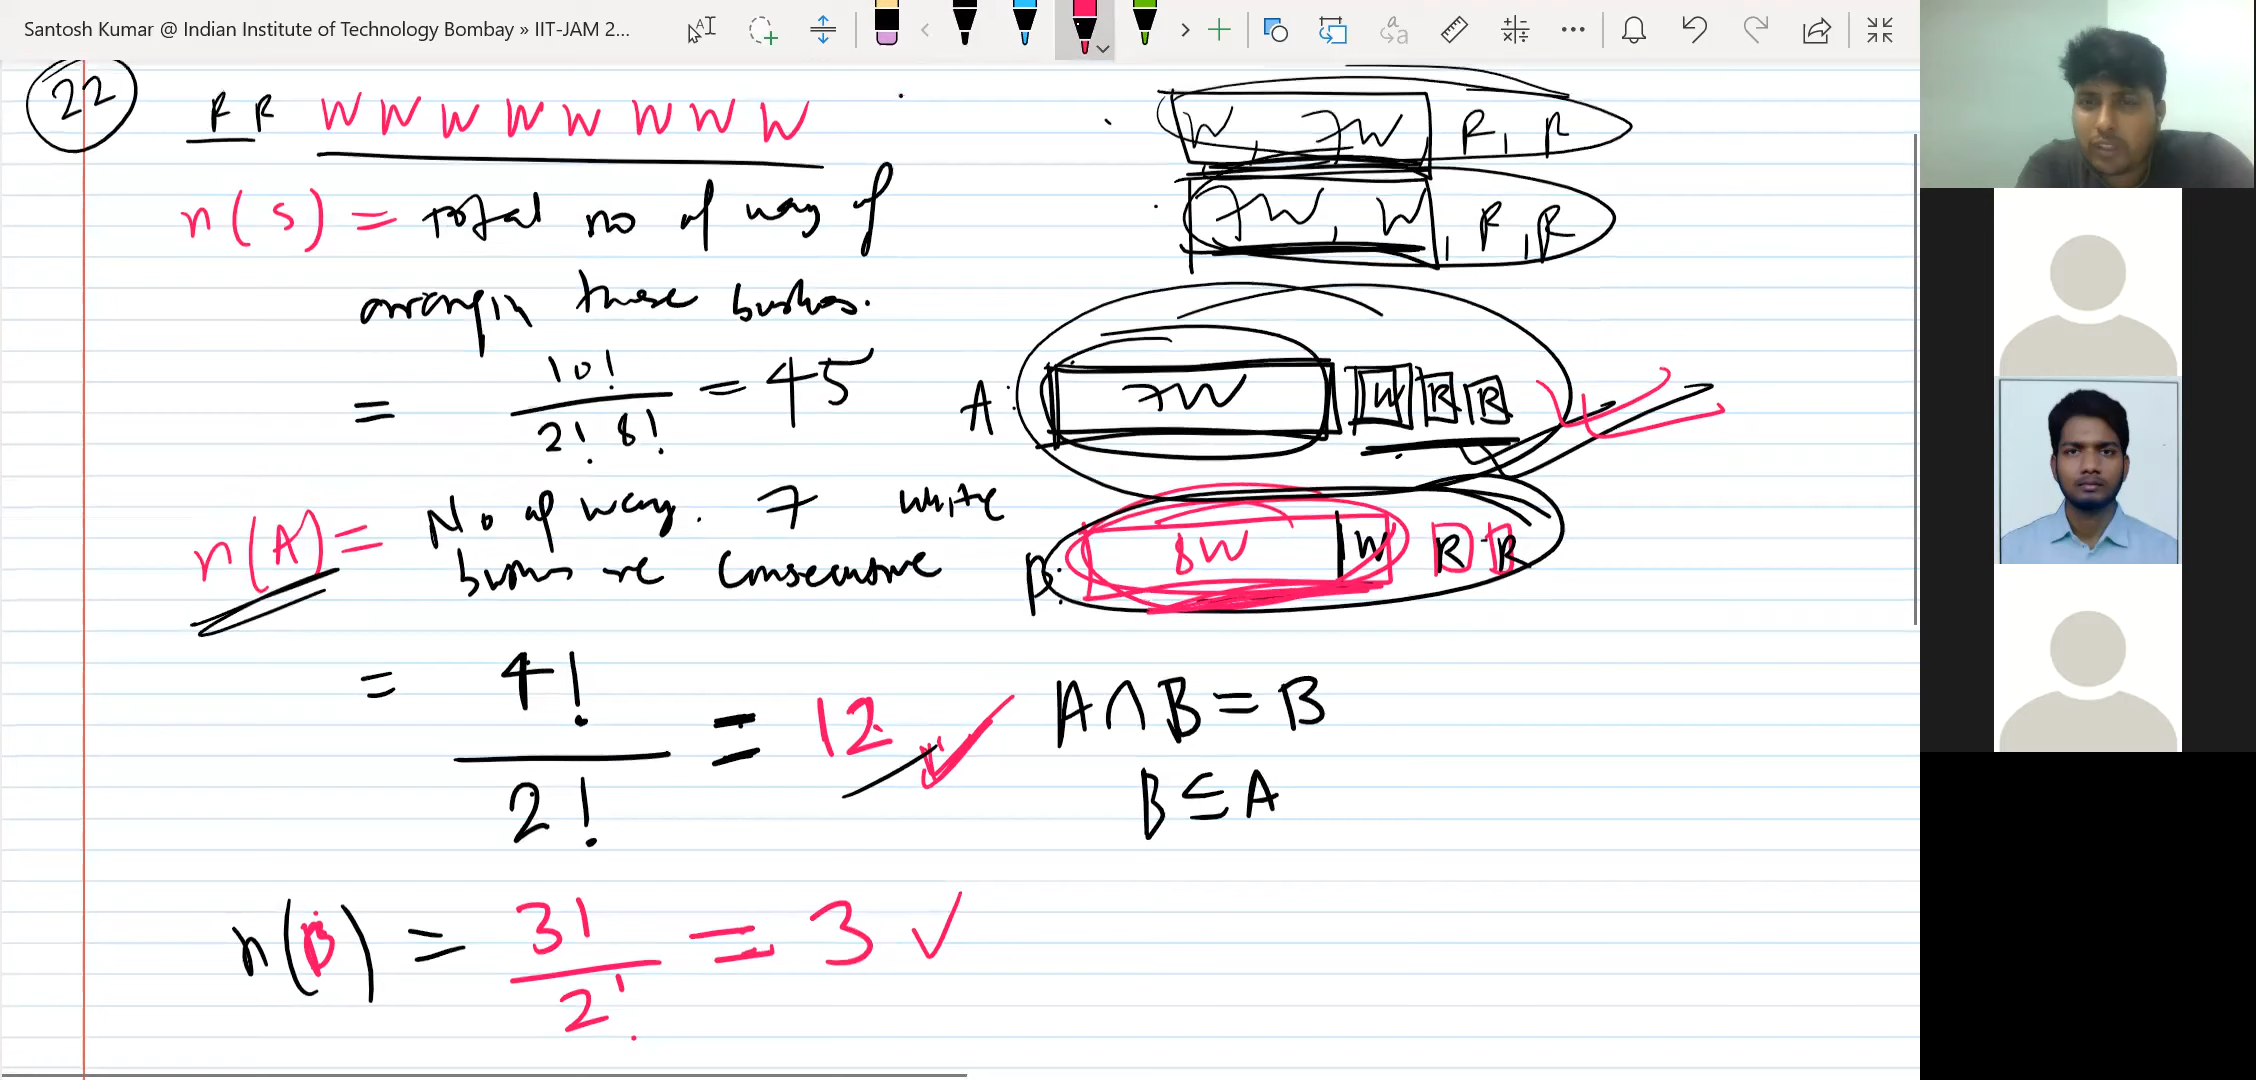 Santosh Kumar @ Indian Institute of Technology Bombay » IIT-JAM 2...
22
R R W W W W W W W W
n(S) = Total no of way of
arrangin these bushes.
= 10! / 2! 8! = 45
n(A) = No of way. 7 white
bushes are consecutive
= 4! / 2! = 12
n(B) = 3! / 2! = 3
W, 7W R, R
7W, W, R, R
A: 7W W R R
B: 8W W R R
A∩B = B
B ⊆ A